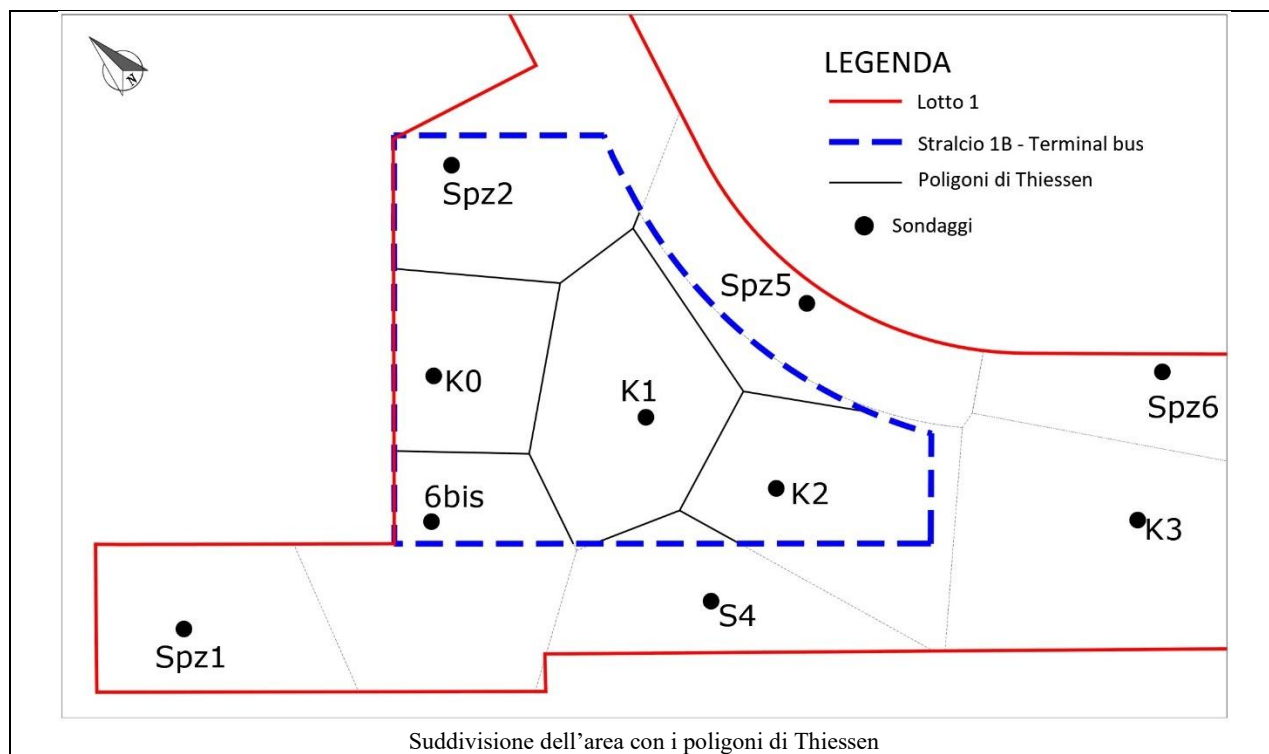 N
LEGENDA
Lotto 1
Stralcio 1B - Terminal bus
Poligoni di Thiessen
Sondaggi
Spz2
Spz5
K0
K1
Spz6
6bis
K2
K3
S4
Spz1
Suddivisione dell'area con i poligoni di Thiessen